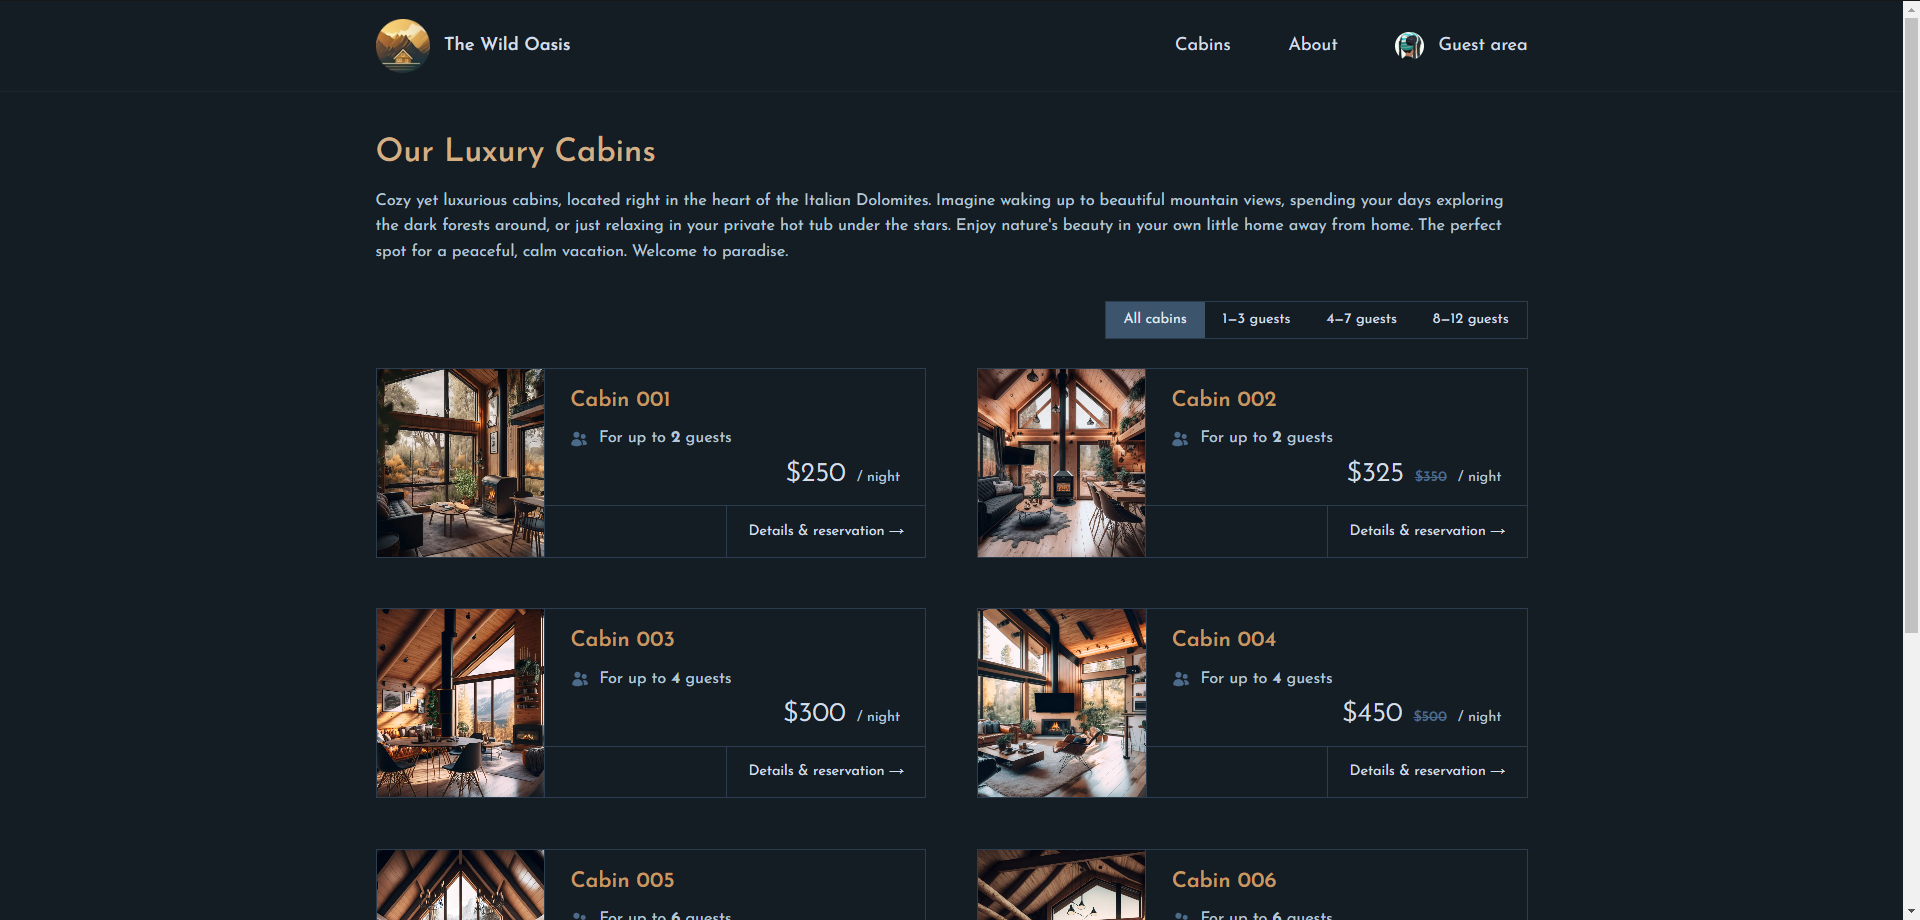 The Wild Oasis
Cabins
About
Guest area
Our Luxury Cabins
Cozy yet luxurious cabins, located right in the heart of the Italian Dolomites. Imagine waking up to beautiful mountain views, spending your days exploring
the dark forests around, or just relaxing in your private hot tub under the stars. Enjoy nature's beauty in your own little home away from home. The perfect
spot for a peaceful, calm vacation. Welcome to paradise.
All cabins
1—3 guests
4—7 guests
8—12 guests
Cabin 001
For up to 2 guests
$250 / night
Details & reservation →
Cabin 002
For up to 2 guests
$325 $350 / night
Details & reservation →
Cabin 003
For up to 4 guests
$300 / night
Details & reservation →
Cabin 004
For up to 4 guests
$450 $500 / night
Details & reservation →
Cabin 005
For up to 6 guests
Cabin 006
For up to 6 guests